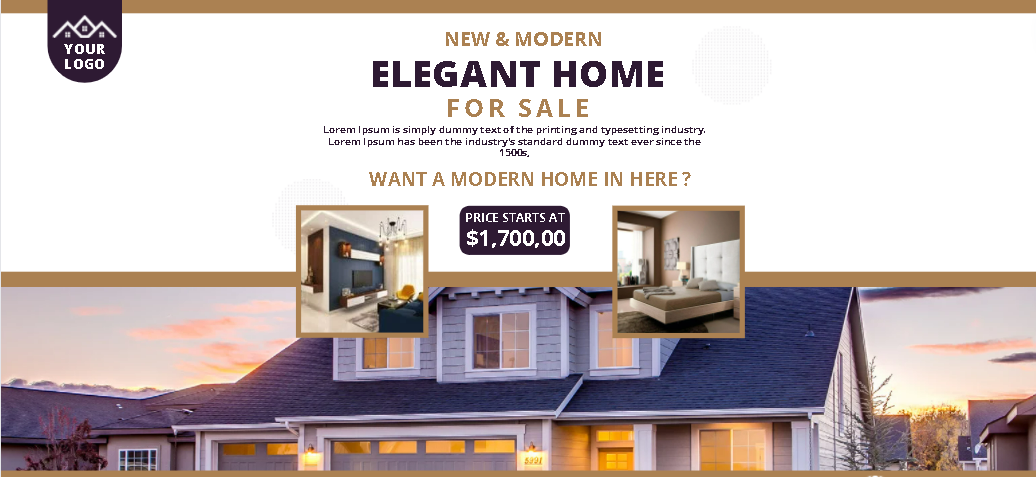 YOUR
LOGO
NEW & MODERN
ELEGANT HOME
FOR SALE
Lorem Ipsum is simply dummy text of the printing and typesetting industry.
Lorem Ipsum has been the industry's standard dummy text ever since the
1500s,
WANT A MODERN HOME IN HERE ?
PRICE STARTS AT
$1,700,00